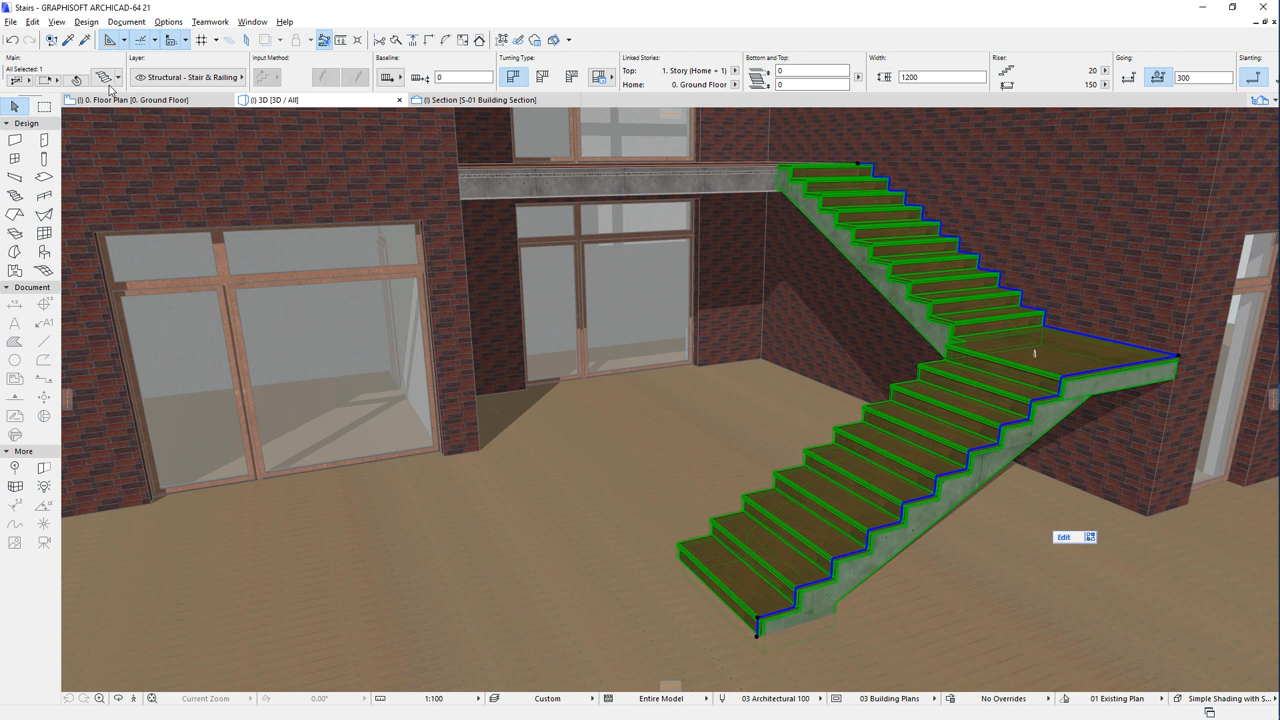 Stairs - GRAPHISOFT ARCHICAD-64 21
File Edit View Design Document Options Teamwork Window Help
Main: Layer: Input Method: Baseline: Turning Type: Linked Stories: Bottom and Top: Width: Riser: Going: Slanting:
All Selected: 1
Structural - Stair & Railing
0
Top: 1. Story (Home + 1)
Home: 0. Ground Floor
0
0
1200
20
150
300
(!) 0. Floor Plan [0. Ground Floor] (!) 3D [3D / All] (!) Section [S-01 Building Section]
Design
Document
A
A1
More
Edit
Current Zoom 0.00° 1:100 Custom Entire Model 03 Architectural 100 03 Building Plans No Overrides 01 Existing Plan Simple Shading with S...